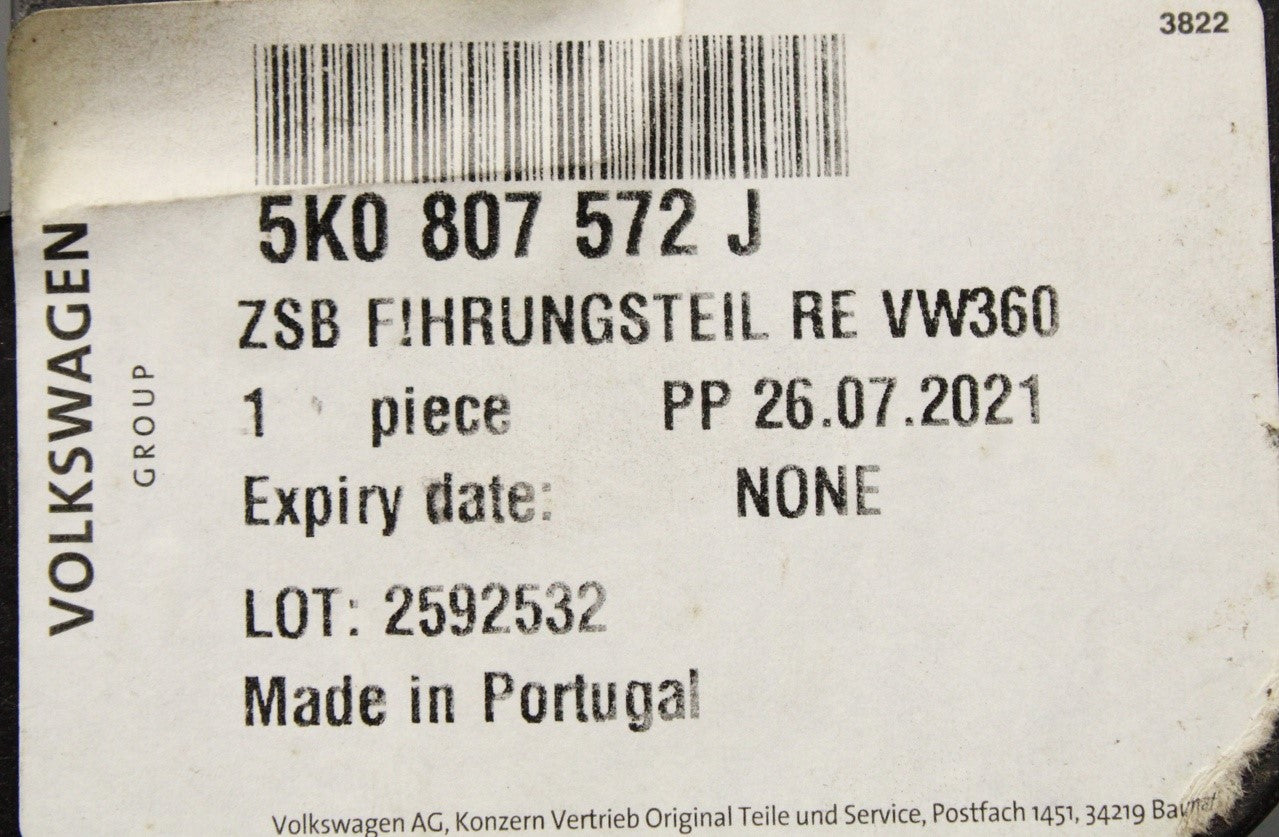 3822
5K0 807 572 J
ZSB F!HRUNGSTEIL RE VW360
1 piece PP 26.07.2021
Expiry date: NONE
LOT: 2592532
Made in Portugal
VOLKSWAGEN
GROUP
Volkswagen AG, Konzern Vertrieb Original Teile und Service, Postfach 1451, 34219